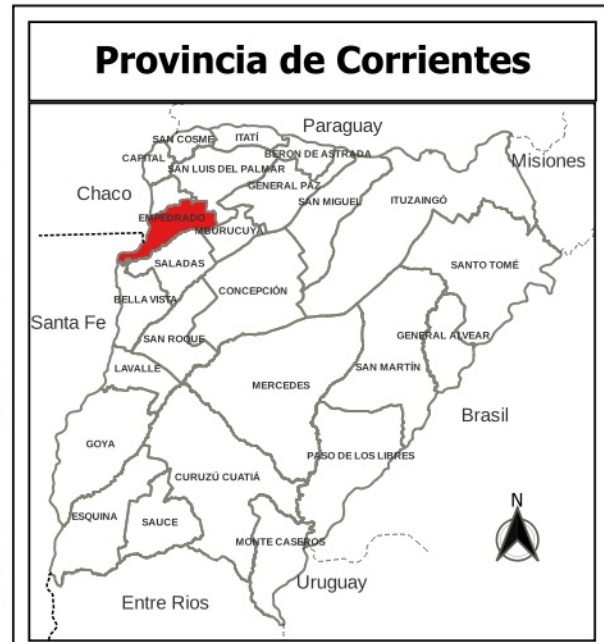 Provincia de Corrientes
Paraguay
SAN COSME
ITATÍ
CAPITAL
BERON DE ASTRADA
Misiones
SAN LUIS DEL PALMAR
GENERAL PAZ
Chaco
SAN MIGUEL
ITUZAINGÓ
EMPEDRADO
MBURUCUYA
SALADAS
SANTO TOMÉ
CONCEPCIÓN
BELLA VISTA
Santa Fe
SAN ROQUE
GENERAL ALVEAR
LAVALLE
SAN MARTÍN
MERCEDES
Brasil
GOYA
PASO DE LOS LIBRES
CURUZÚ CUATIÁ
N
ESQUINA
SAUCE
MONTE CASEROS
Uruguay
Entre Rios